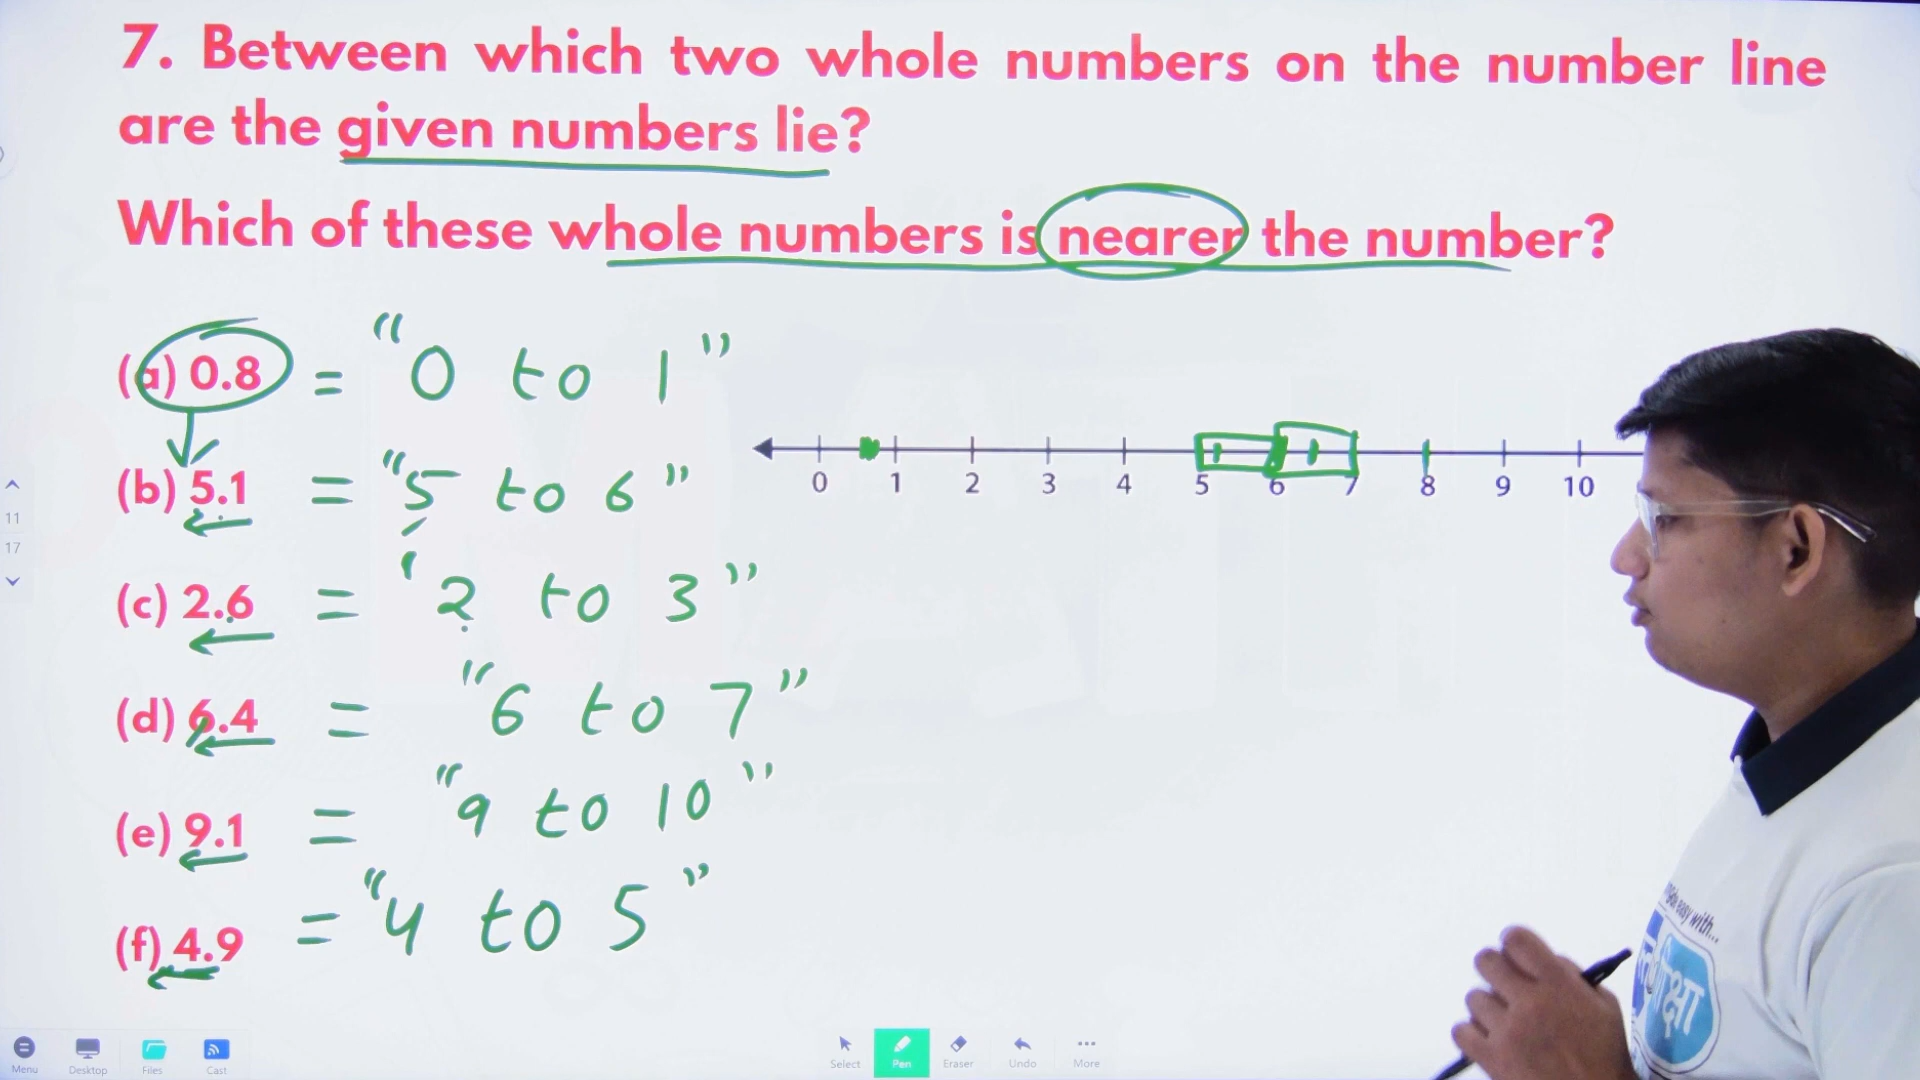 7. Between which two whole numbers on the number line
are the given numbers lie?
Which of these whole numbers is nearer the number?
(a) 0.8 = "0 to 1"
(b) 5.1 = "5 to 6"
(c) 2.6 = '2 to 3"
(d) 6.4 = "6 to 7"
(e) 9.1 = "9 to 10"
(f) 4.9 = "4 to 5"
0 1 2 3 4 5 6 7 8 9 10
11
17
easy with...
Menu Desktop Files Cast Select Pen Eraser Undo More